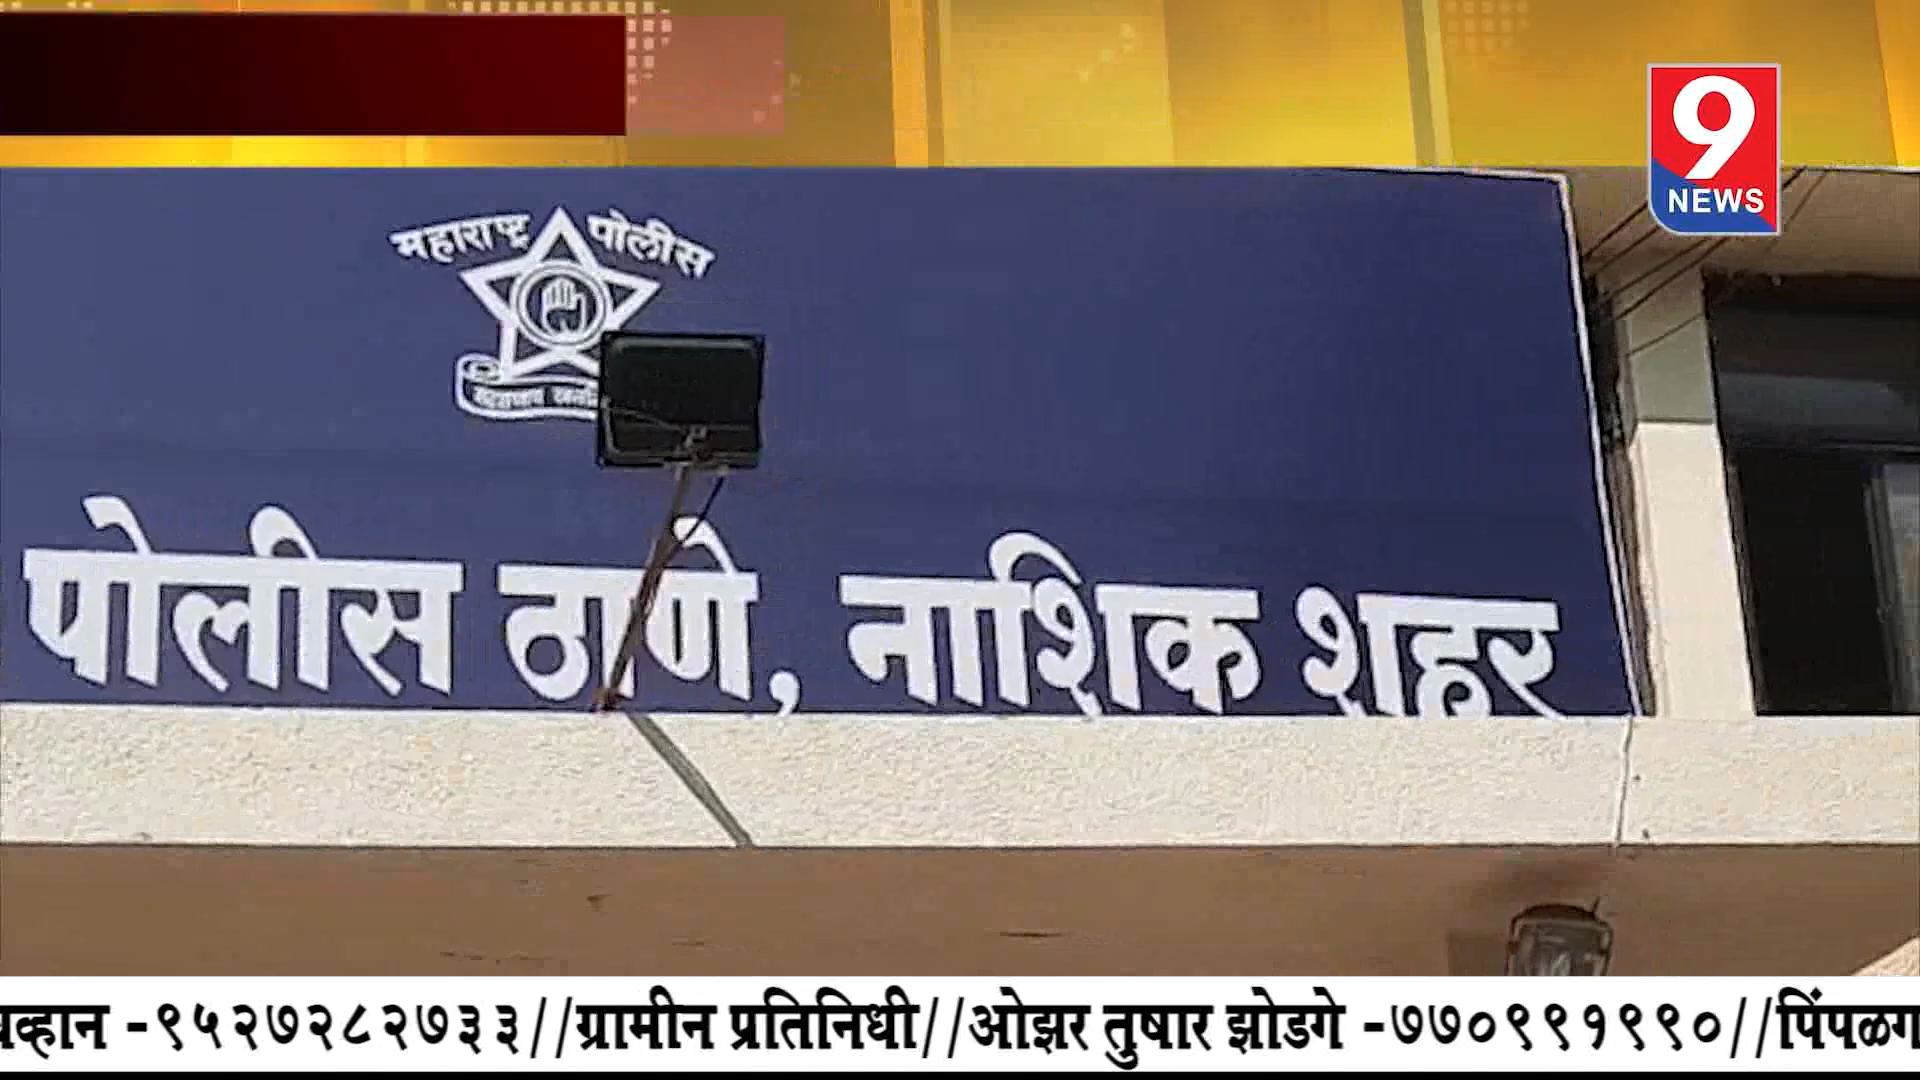 9
NEWS
महाराष्ट्र पोलीस
पोलीस ठाणे, नाशिक शहर
-९५२७२८२७३३//ग्रामीन प्रतिनिधी//ओझर तुषार झोडगे -७७०९९१९९०//पिंपळग